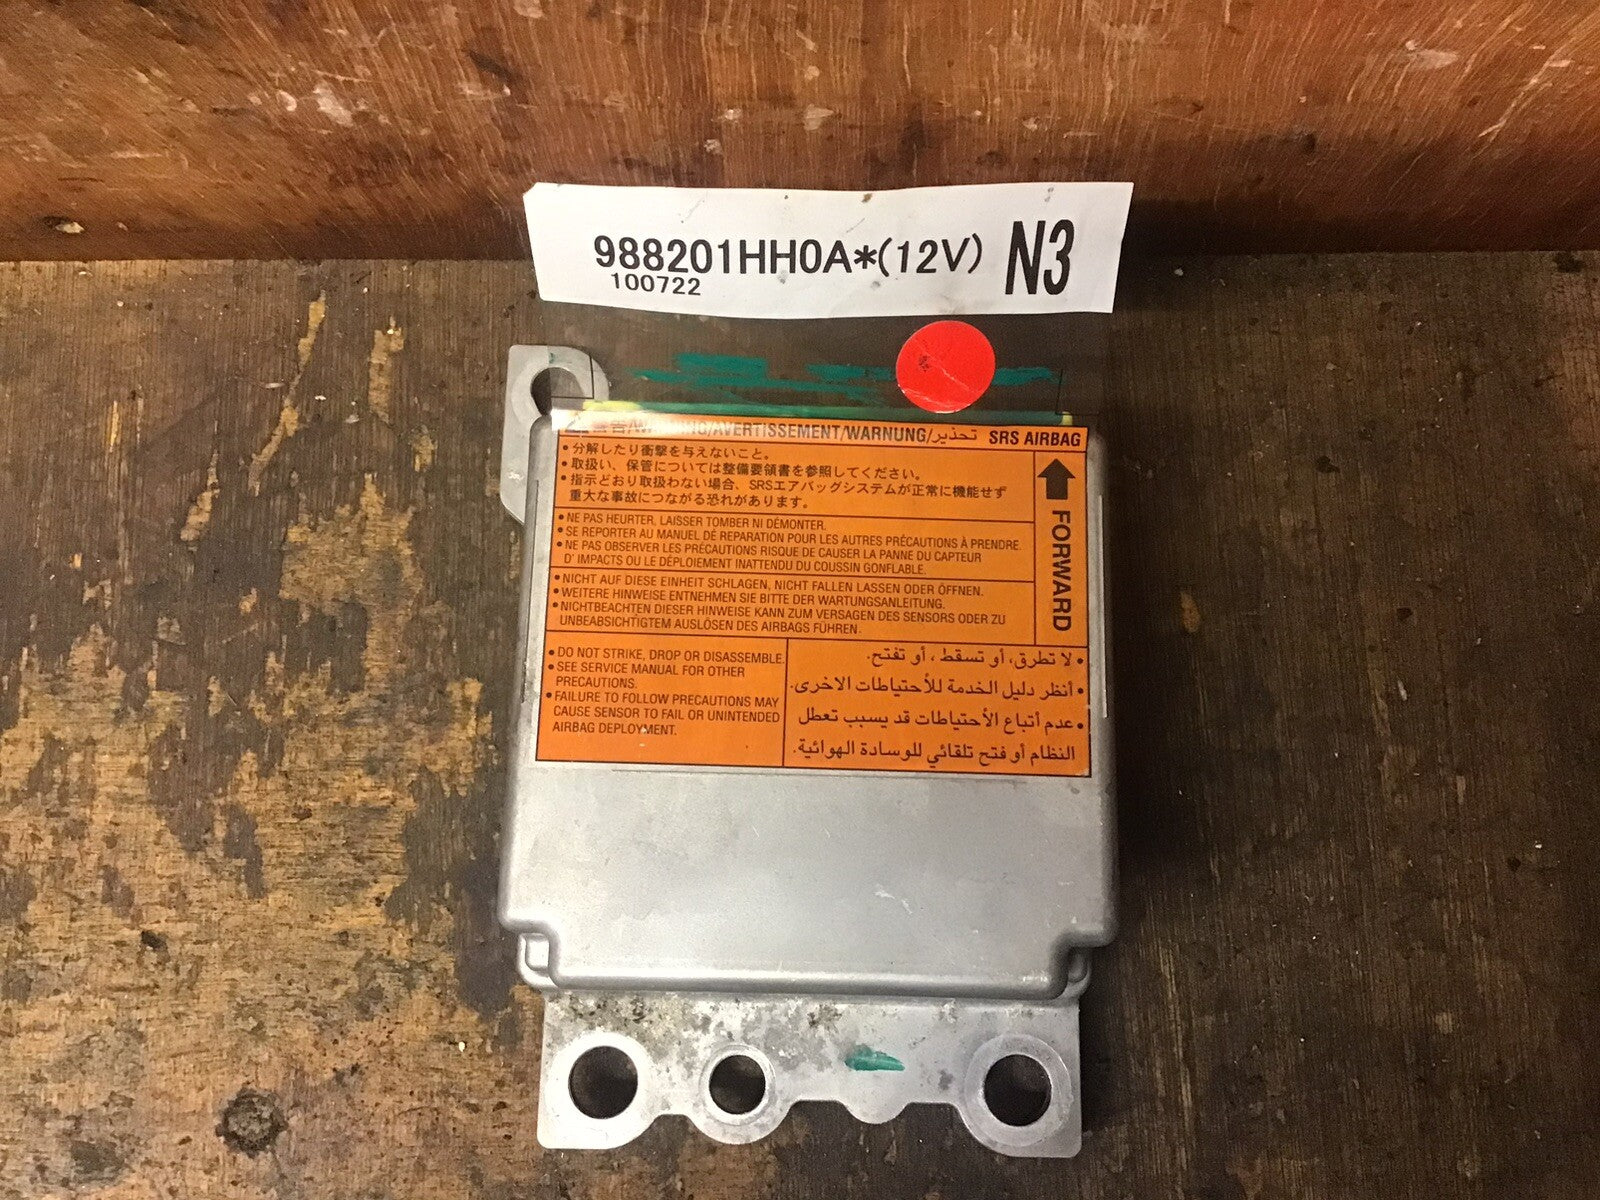 988201HH0A*(12V) N3
100722
警告/WARNING/AVERTISSEMENT/WARNUNG/تحذير SRS AIRBAG
• 分解したり衝撃を与えないこと。
• 取扱い、保管については整備要領書を参照してください。
• 指示どおり取扱わない場合、SRSエアバッグシステムが正常に機能せず
重大な事故につながる恐れがあります。
FORWARD
• NE PAS HEURTER, LAISSER TOMBER NI DÉMONTER.
• SE REPORTER AU MANUEL DE RÉPARATION POUR LES AUTRES PRÉCAUTIONS À PRENDRE.
• NE PAS OBSERVER LES PRÉCAUTIONS RISQUE DE CAUSER LA PANNE DU CAPTEUR
D' IMPACTS OU LE DÉPLOIEMENT INATTENDU DU COUSSIN GONFLABLE.
• NICHT AUF DIESE EINHEIT SCHLAGEN, NICHT FALLEN LASSEN ODER ÖFFNEN.
• WEITERE HINWEISE ENTNEHMEN SIE BITTE DER WARTUNGSANLEITUNG.
• NICHTBEACHTEN DIESER HINWEISE KANN ZUM VERSAGEN DES SENSORS ODER ZU
UNBEABSICHTIGTEM AUSLÖSEN DES AIRBAGS FÜHREN.
• DO NOT STRIKE, DROP OR DISASSEMBLE.
• SEE SERVICE MANUAL FOR OTHER
PRECAUTIONS.
• FAILURE TO FOLLOW PRECAUTIONS MAY
CAUSE SENSOR TO FAIL OR UNINTENDED
AIRBAG DEPLOYMENT.
• لا تطرق، أو تسقط ، أو تفتح.
• أنظر دليل الخدمة للأحتياطات الاخرى.
• عدم أتباع الأحتياطات قد يسبب تعطل
النظام أو فتح تلقائي للوسادة الهوائية.